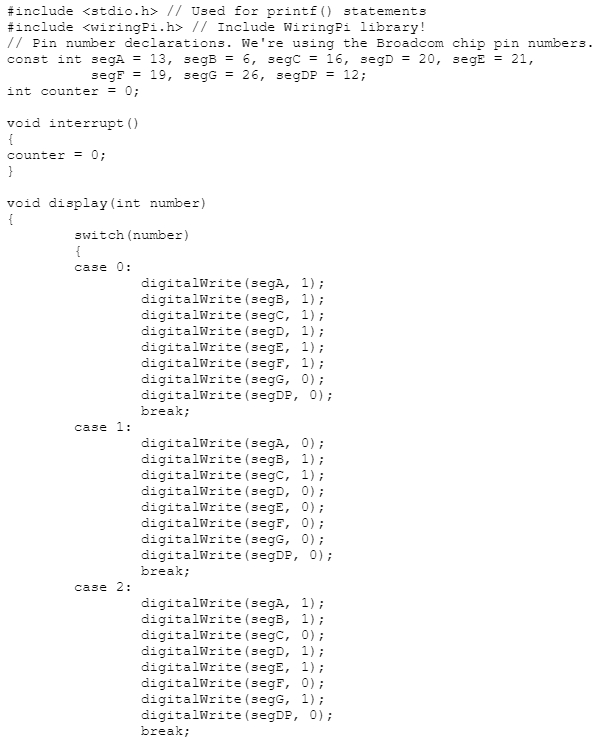 #include <stdio.h> // Used for printf() statements
#include <wiringPi.h> // Include WiringPi library!
// Pin number declarations. We're using the Broadcom chip pin numbers.
const int segA = 13, segB = 6, segC = 16, segD = 20, segE = 21,
          segF = 19, segG = 26, segDP = 12;
int counter = 0;

void interrupt()
{
counter = 0;
}

void display(int number)
{
        switch(number)
        {
        case 0:
                digitalWrite(segA, 1);
                digitalWrite(segB, 1);
                digitalWrite(segC, 1);
                digitalWrite(segD, 1);
                digitalWrite(segE, 1);
                digitalWrite(segF, 1);
                digitalWrite(segG, 0);
                digitalWrite(segDP, 0);
                break;
        case 1:
                digitalWrite(segA, 0);
                digitalWrite(segB, 1);
                digitalWrite(segC, 1);
                digitalWrite(segD, 0);
                digitalWrite(segE, 0);
                digitalWrite(segF, 0);
                digitalWrite(segG, 0);
                digitalWrite(segDP, 0);
                break;
        case 2:
                digitalWrite(segA, 1);
                digitalWrite(segB, 1);
                digitalWrite(segC, 0);
                digitalWrite(segD, 1);
                digitalWrite(segE, 1);
                digitalWrite(segF, 0);
                digitalWrite(segG, 1);
                digitalWrite(segDP, 0);
                break;